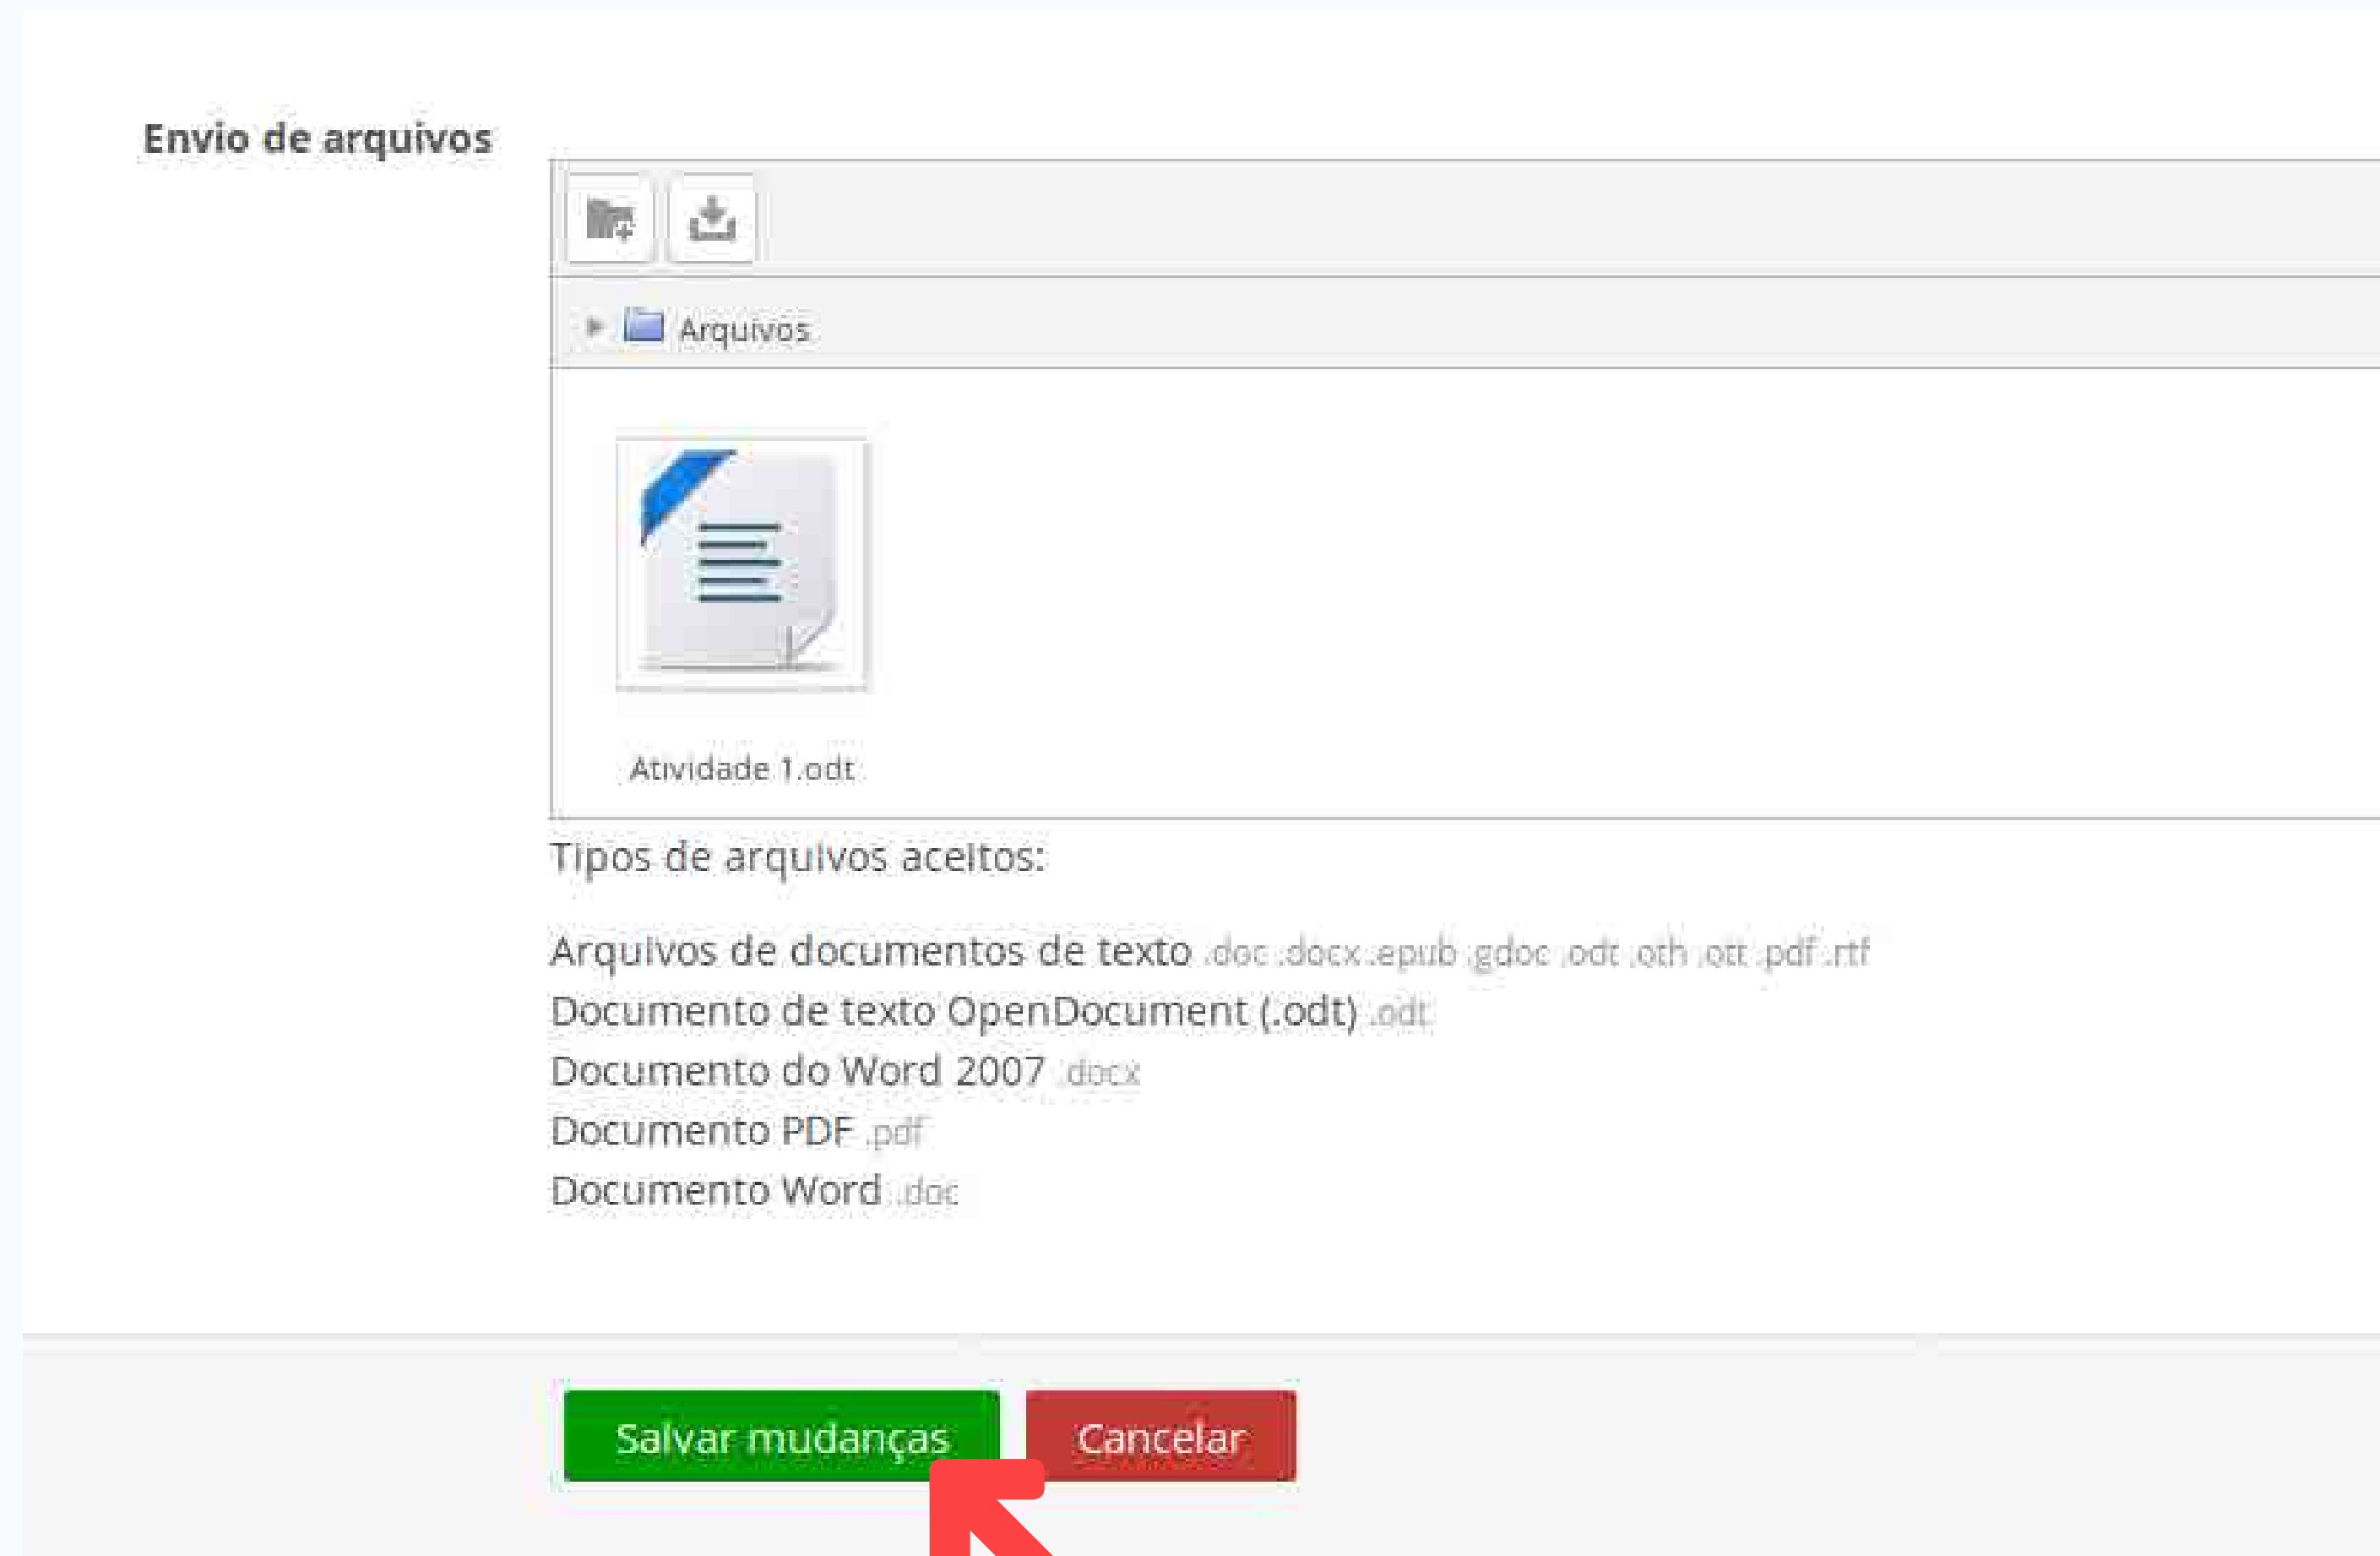 Envio de arquivos
Arquivos
Atividade 1.odt
Tipos de arquivos aceitos:
Arquivos de documentos de texto .doc .docx .epub .gdoc .odt .oth .ott .pdf .rtf
Documento de texto OpenDocument (.odt) .odt
Documento do Word 2007 .docx
Documento PDF .pdf
Documento Word .doc
Salvar mudanças
Cancelar